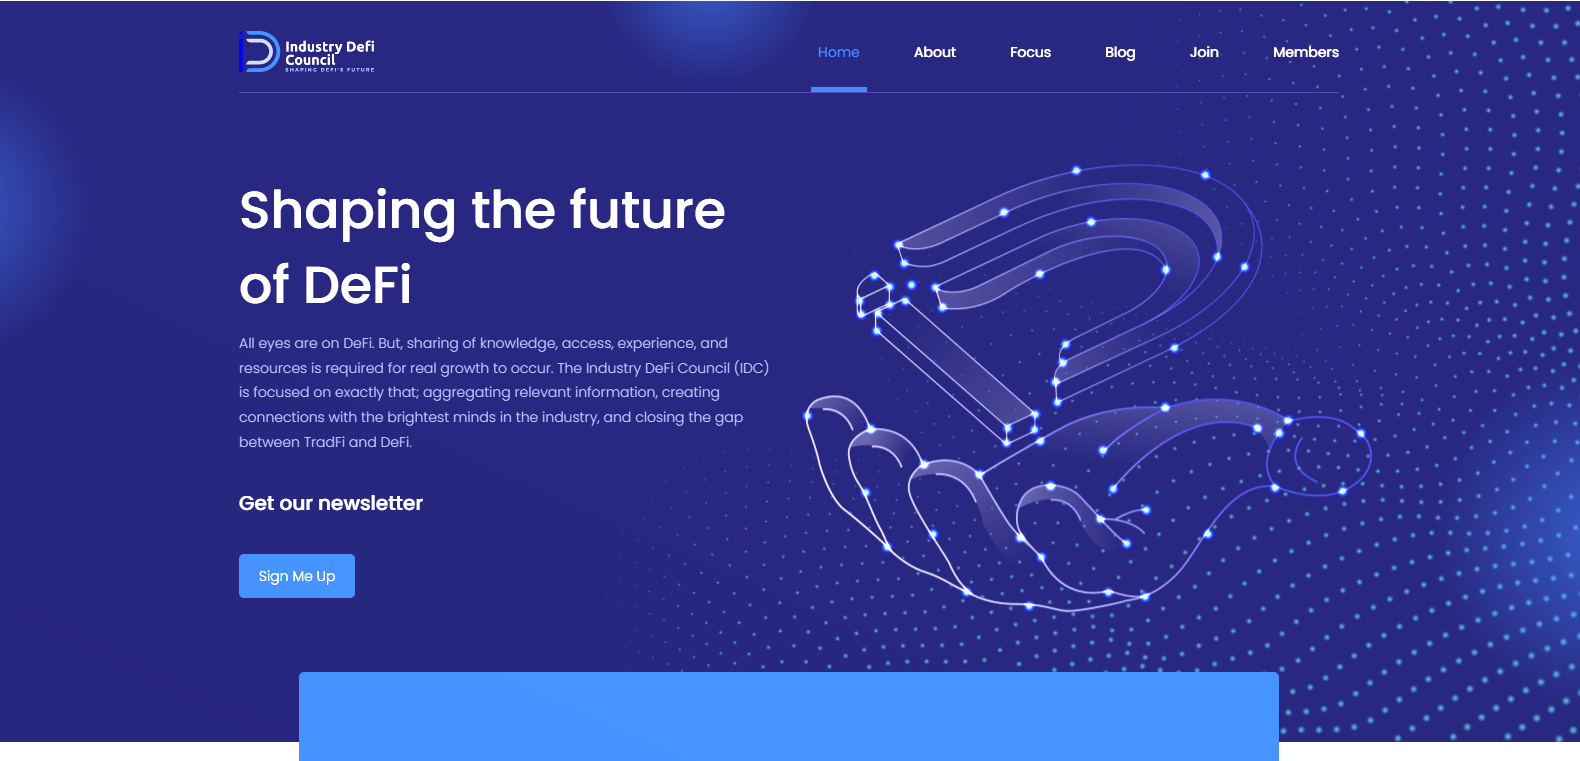 Industry Defi
Council
SHAPING DEFI'S FUTURE
Home
About
Focus
Blog
Join
Members
Shaping the future
of DeFi
All eyes are on DeFi. But, sharing of knowledge, access, experience, and
resources is required for real growth to occur. The Industry DeFi Council (IDC)
is focused on exactly that; aggregating relevant information, creating
connections with the brightest minds in the industry, and closing the gap
between TradFi and DeFi.
Get our newsletter
Sign Me Up